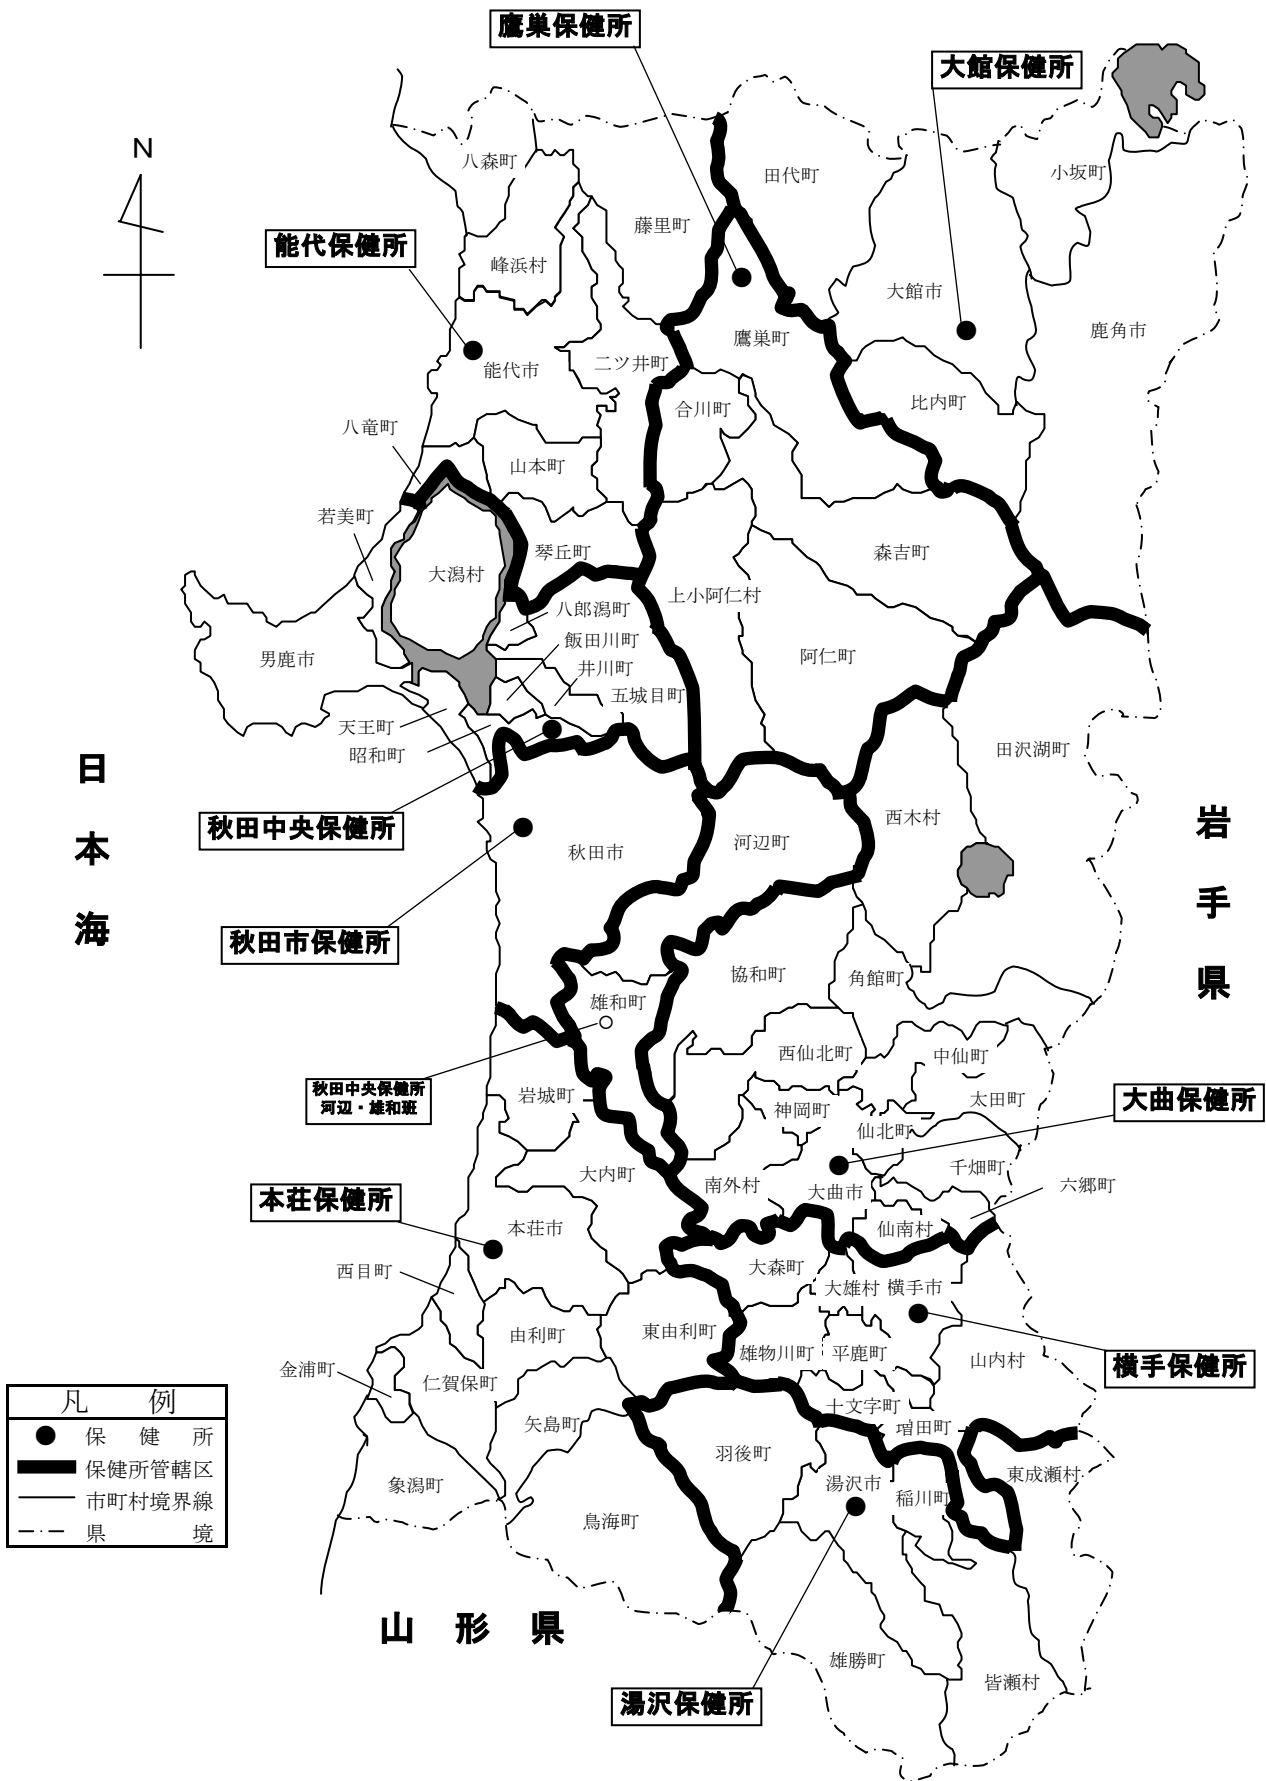 鷹巣保健所
大館保健所
N
八森町
田代町
小坂町
藤里町
能代保健所
峰浜村
大館市
鹿角市
鷹巣町
二ツ井町
能代市
比内町
合川町
八竜町
山本町
若美町
琴丘町
森吉町
大潟村
上小阿仁村
八郎潟町
飯田川町
阿仁町
男鹿市
井川町
五城目町
天王町
昭和町
田沢湖町
日本海
秋田中央保健所
西木村
岩手県
河辺町
秋田市
秋田市保健所
協和町
角館町
雄和町
西仙北町
中仙町
秋田中央保健所
河辺・雄和班
岩城町
太田町
大曲保健所
神岡町
仙北町
千畑町
大内町
南外村
大曲市
六郷町
本荘保健所
本荘市
仙南村
西目町
大森町
大雄村
横手市
由利町
東由利町
雄物川町
平鹿町
山内村
横手保健所
金浦町
仁賀保町
十文字町
増田町
矢島町
羽後町
東成瀬村
象潟町
湯沢市
稲川町
鳥海町
凡例
保健所
保健所管轄区
市町村境界線
県境
山形県
雄勝町
皆瀬村
湯沢保健所